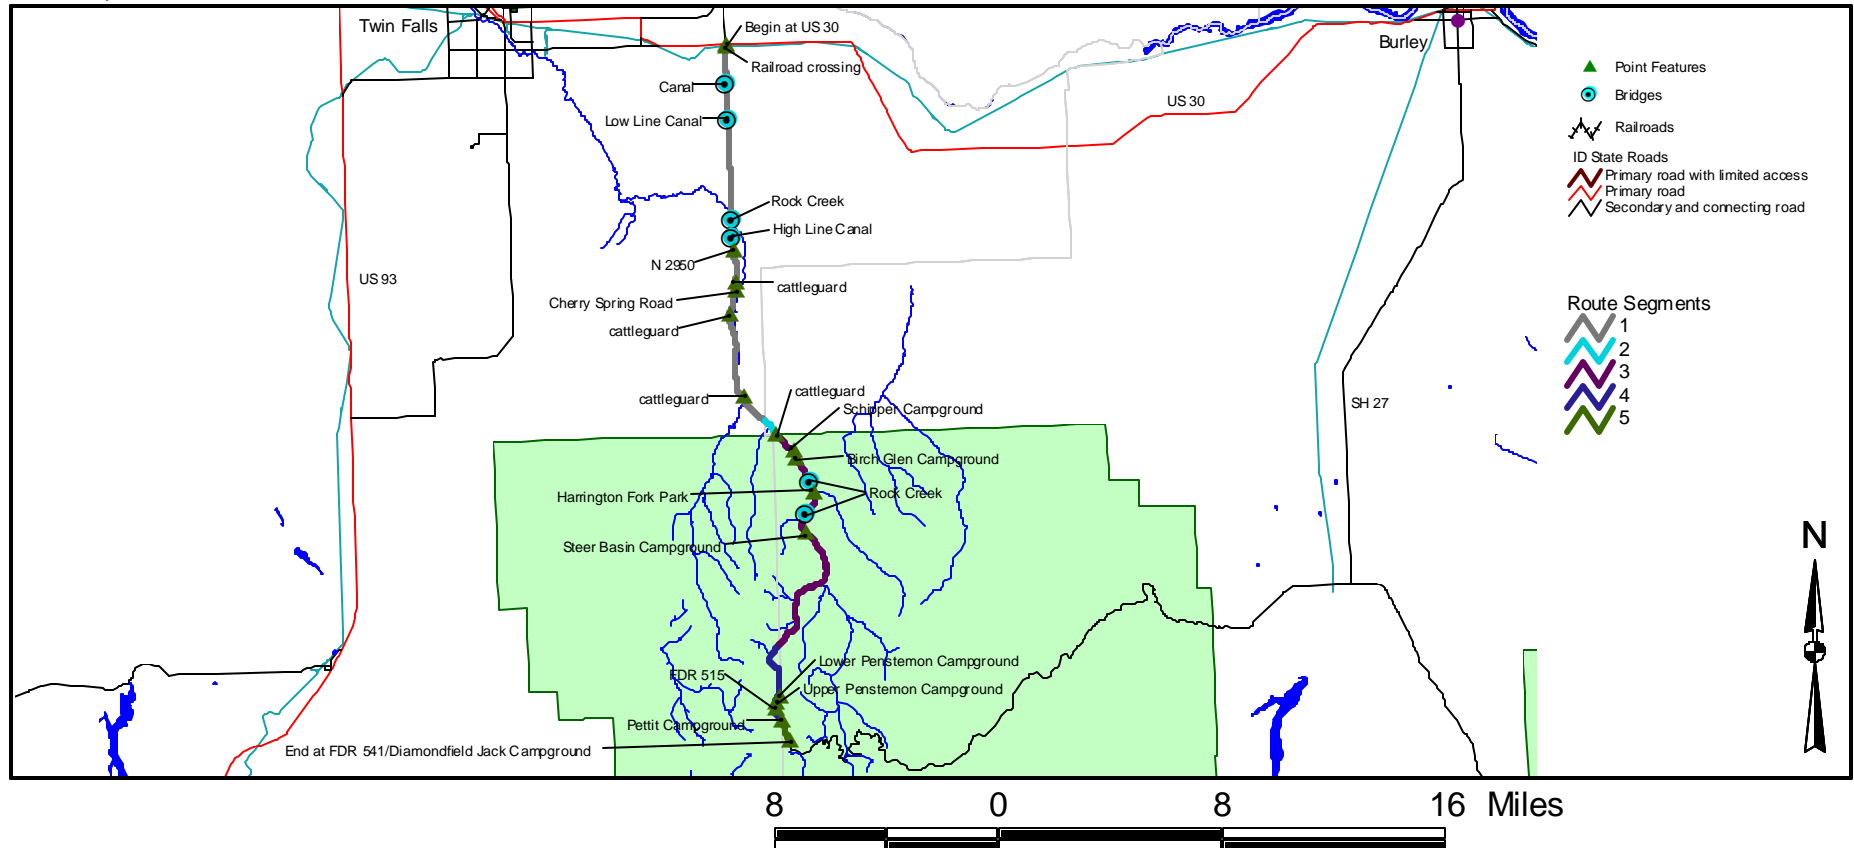 Twin Falls
Begin at US 30
Burley
Railroad crossing
Canal
Low Line Canal
US 30
Rock Creek
High Line Canal
N 2950
US 93
cattleguard
Cherry Spring Road
cattleguard
cattleguard
cattleguard
Schipper Campground
SH 27
Birch Glen Campground
Harrington Fork Park
Rock Creek
Steer Basin Campground
Lower Penstemon Campground
FDR 515
Upper Penstemon Campground
Pettit Campground
End at FDR 541/Diamondfield Jack Campground
Point Features
Bridges
Railroads
ID State Roads
Primary road with limited access
Primary road
Secondary and connecting road
Route Segments
1
2
3
4
5
N
8 0 8 16 Miles